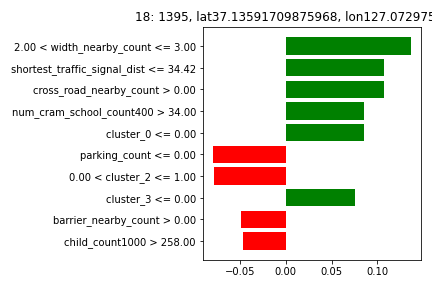 18: 1395, lat37.13591709875968, lon127.072975
2.00 < width_nearby_count <= 3.00
shortest_traffic_signal_dist <= 34.42
cross_road_nearby_count > 0.00
num_cram_school_count400 > 34.00
cluster_0 <= 0.00
parking_count <= 0.00
0.00 < cluster_2 <= 1.00
cluster_3 <= 0.00
barrier_nearby_count > 0.00
child_count1000 > 258.00
−0.05 0.00 0.05 0.10